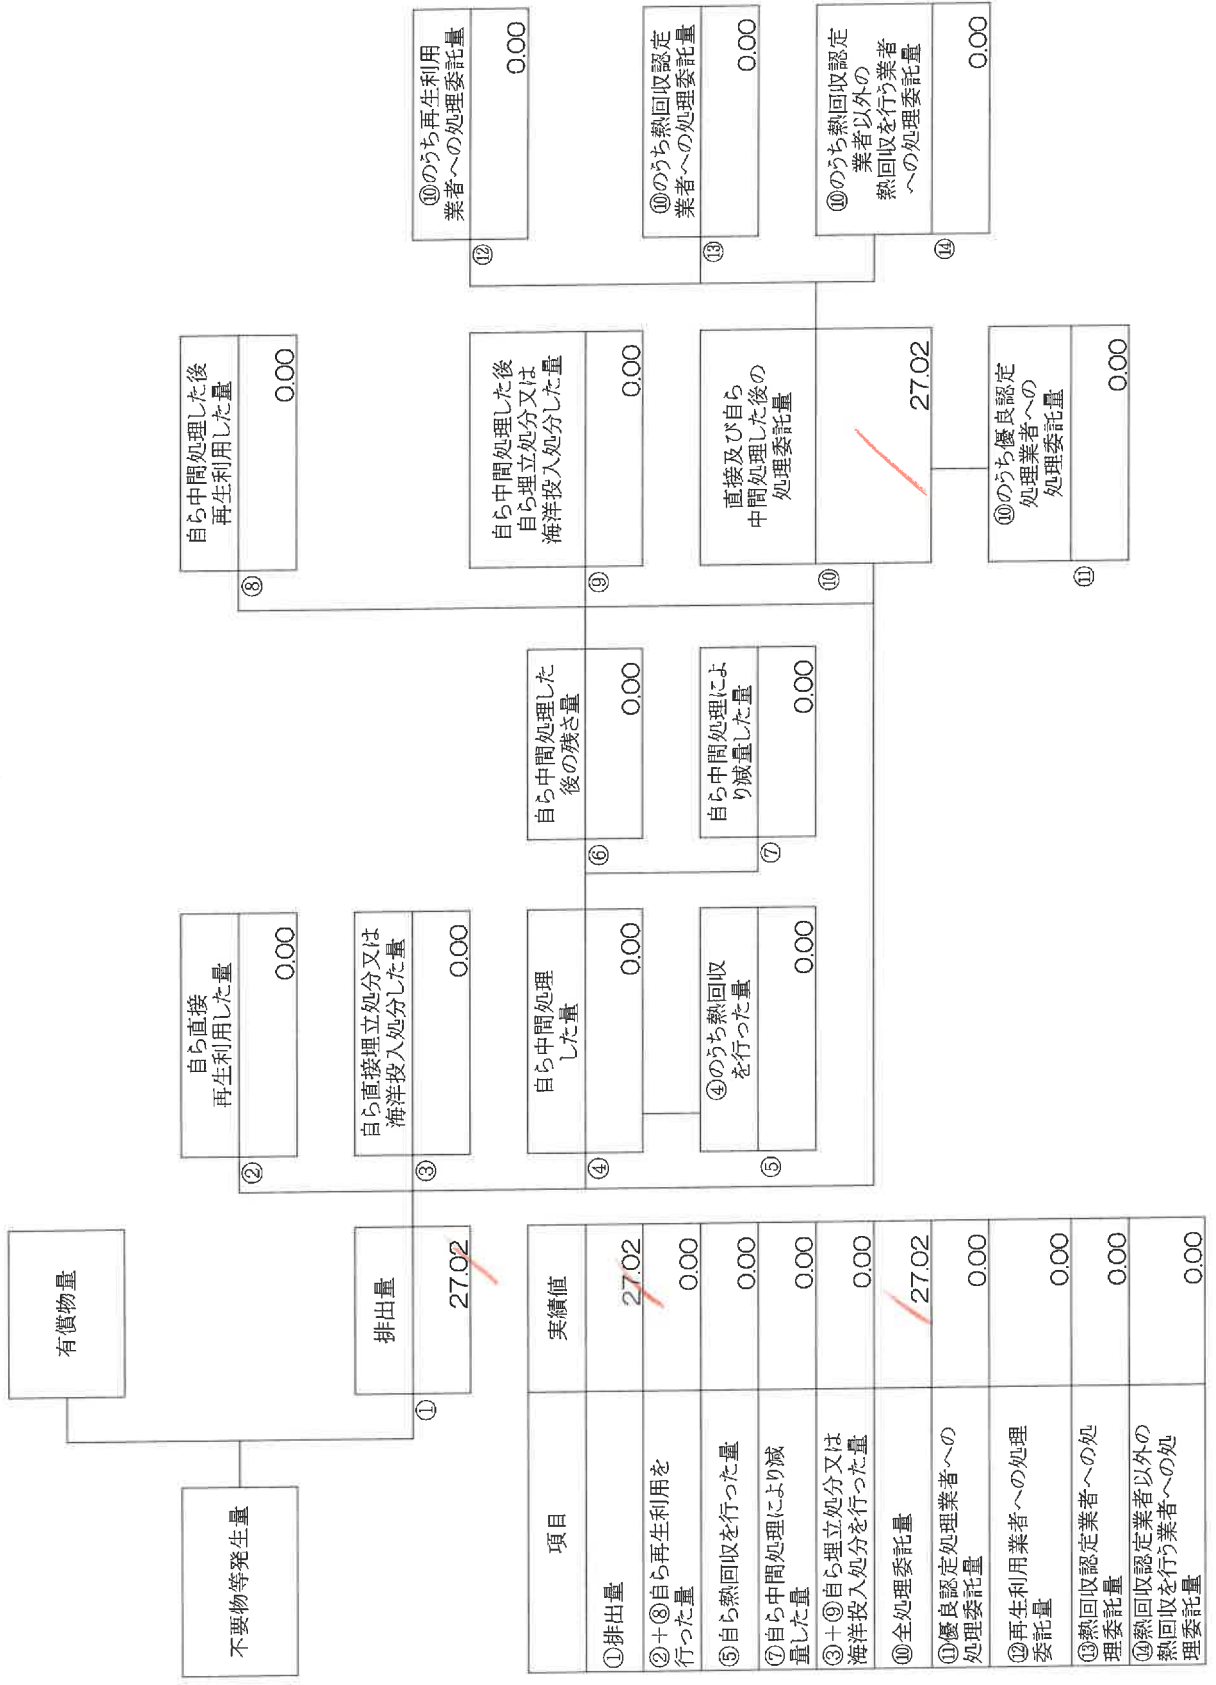 有償物量
不要物等発生量
①
排出量
27.02
②
自ら直接
再生利用した量
0.00
③
自ら直接埋立処分又は
海洋投入処分した量
0.00
④
自ら中間処理
した量
0.00
⑤
④のうち熱回収
を行った量
0.00
⑥
自ら中間処理した
後の残さ量
0.00
⑦
自ら中間処理によ
り減量した量
0.00
⑧
自ら中間処理した後
再生利用した量
0.00
⑨
自ら中間処理した後
自ら埋立処分又は
海洋投入処分した量
0.00
⑩
直接及び自ら
中間処理した後の
処理委託量
27.02
⑪
⑩のうち優良認定
処理業者への
処理委託量
0.00
⑫
⑩のうち再生利用
業者への処理委託量
0.00
⑬
⑩のうち熱回収認定
業者への処理委託量
0.00
⑭
⑩のうち熱回収認定
業者以外の
熱回収を行う業者
への処理委託量
0.00
項目 実績値
①排出量 27.02
②+⑧自ら再生利用を
行った量 0.00
⑤自ら熱回収を行った量 0.00
⑦自ら中間処理により減
量した量 0.00
③+⑨自ら埋立処分又は
海洋投入処分を行った量 0.00
⑩全処理委託量 27.02
⑪優良認定処理業者への
処理委託量 0.00
⑫再生利用業者への処理
委託量 0.00
⑬熱回収認定業者への処
理委託量 0.00
⑭熱回収認定業者以外の
熱回収を行う業者への処
理委託量 0.00